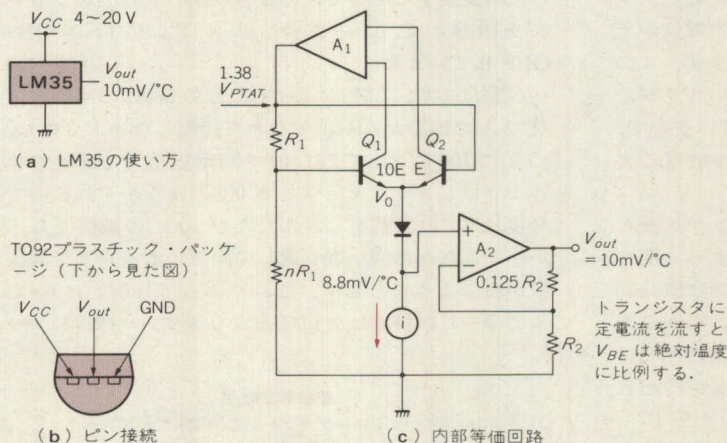 V_CC 4〜20 V
LM35
V_out
10mV/°C
(a) LM35の使い方
TO92プラスチック・パッケ
ージ（下から見た図）
V_CC V_out GND
(b) ピン接続
A_1
1.38
V_PTAT
R_1
Q_1 Q_2
10E E
V_0
nR_1
8.8mV/°C
i
+
−
A_2
V_out
=10mV/°C
0.125 R_2
R_2
トランジスタに
定電流を流すと
V_BE は絶対温度
に比例する.
(c) 内部等価回路